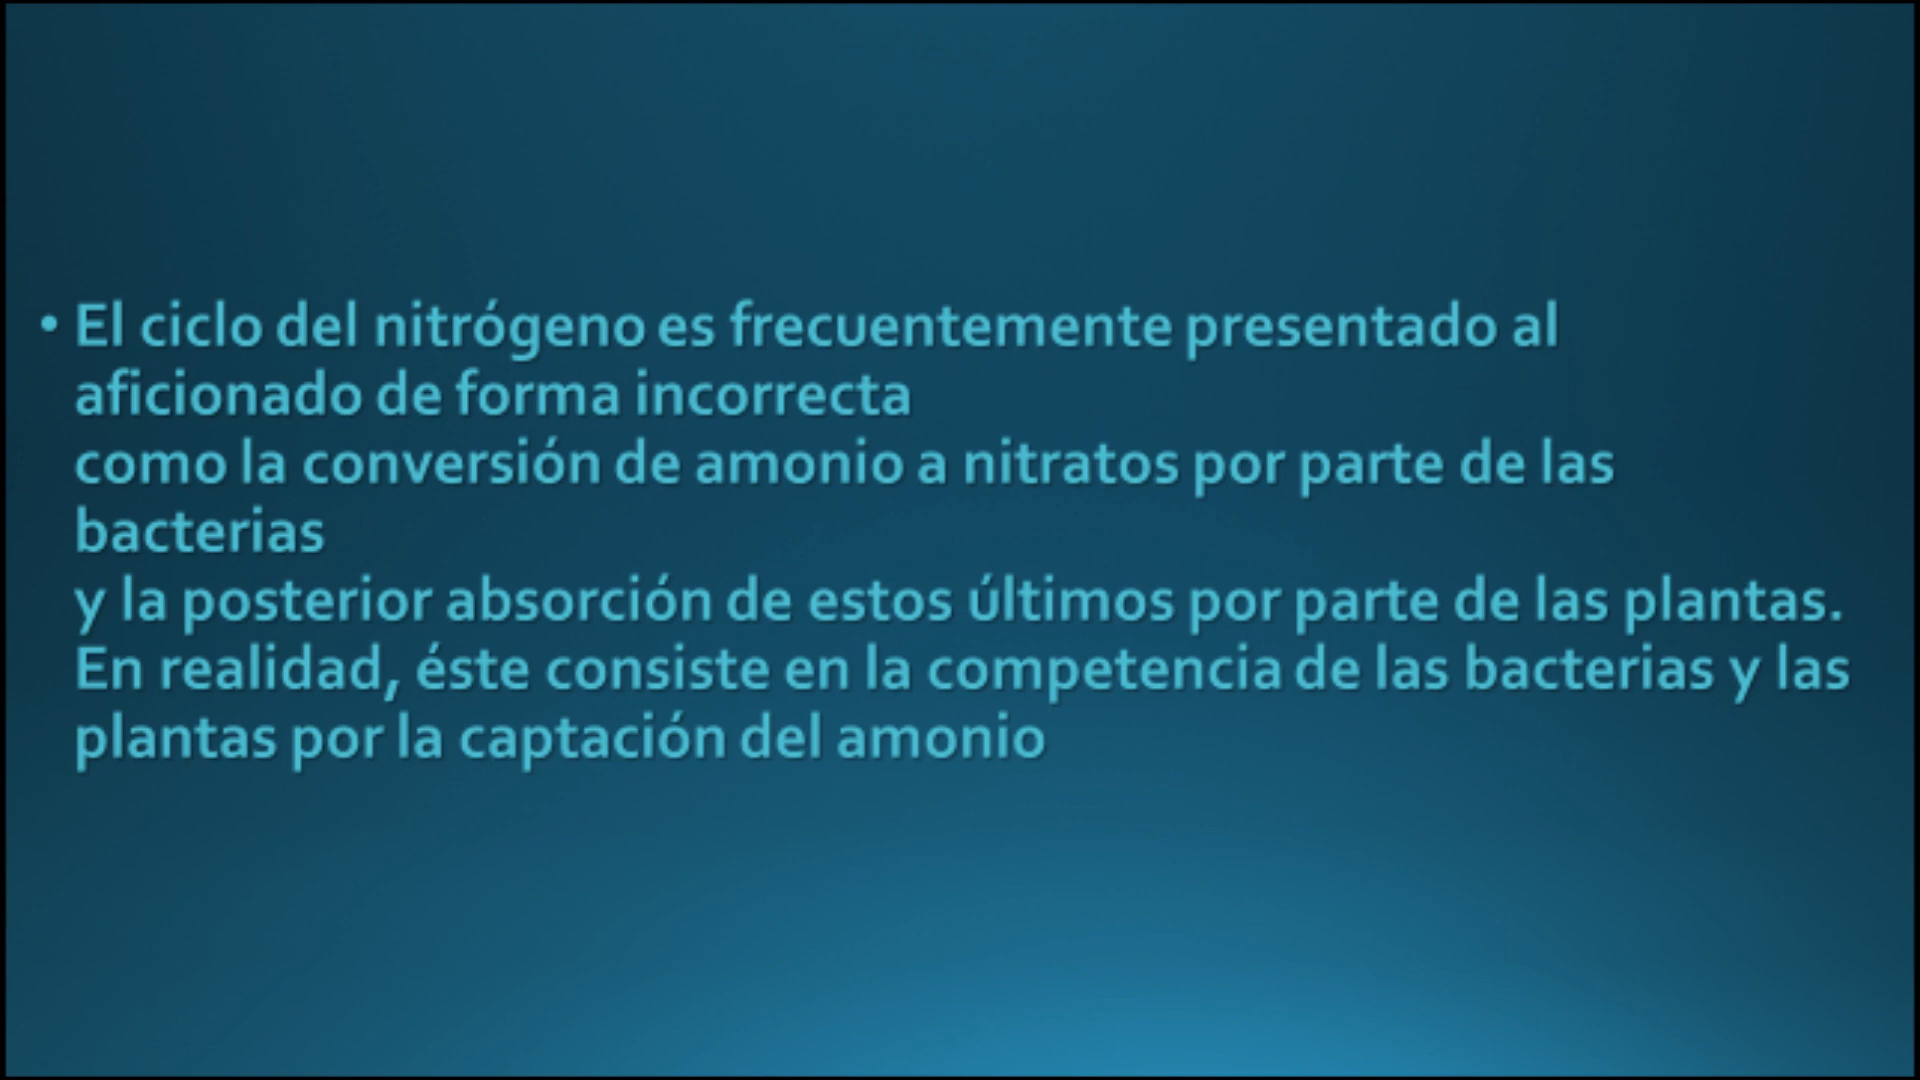 • El ciclo del nitrógeno es frecuentemente presentado al
aficionado de forma incorrecta
como la conversión de amonio a nitratos por parte de las
bacterias
y la posterior absorción de estos últimos por parte de las plantas.
En realidad, éste consiste en la competencia de las bacterias y las
plantas por la captación del amonio